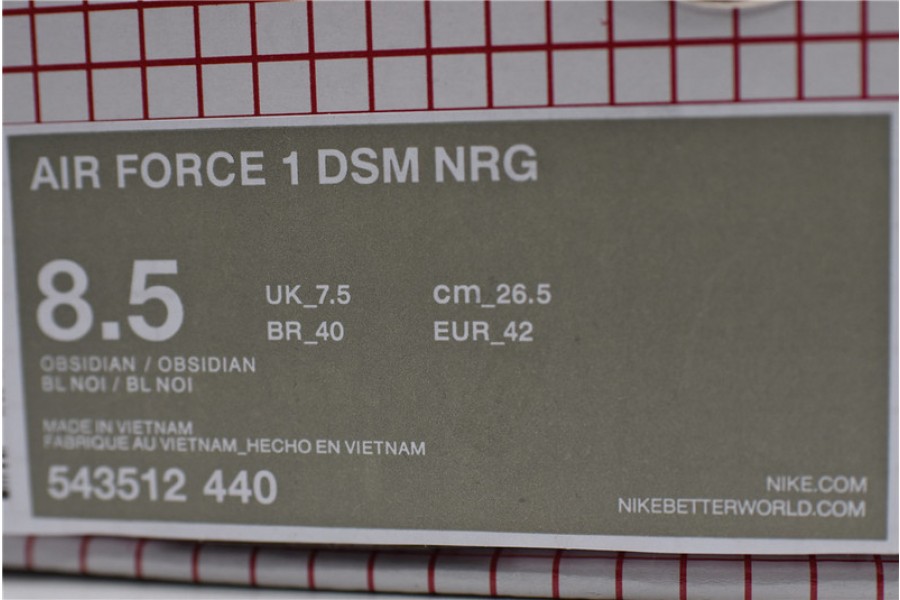 AIR FORCE 1 DSM NRG
8.5
UK_7.5 cm_26.5
BR_40 EUR_42
OBSIDIAN / OBSIDIAN
BL NOI / BL NOI
MADE IN VIETNAM
FABRIQUE AU VIETNAM_HECHO EN VIETNAM
543512 440
NIKE.COM
NIKEBETTERWORLD.COM